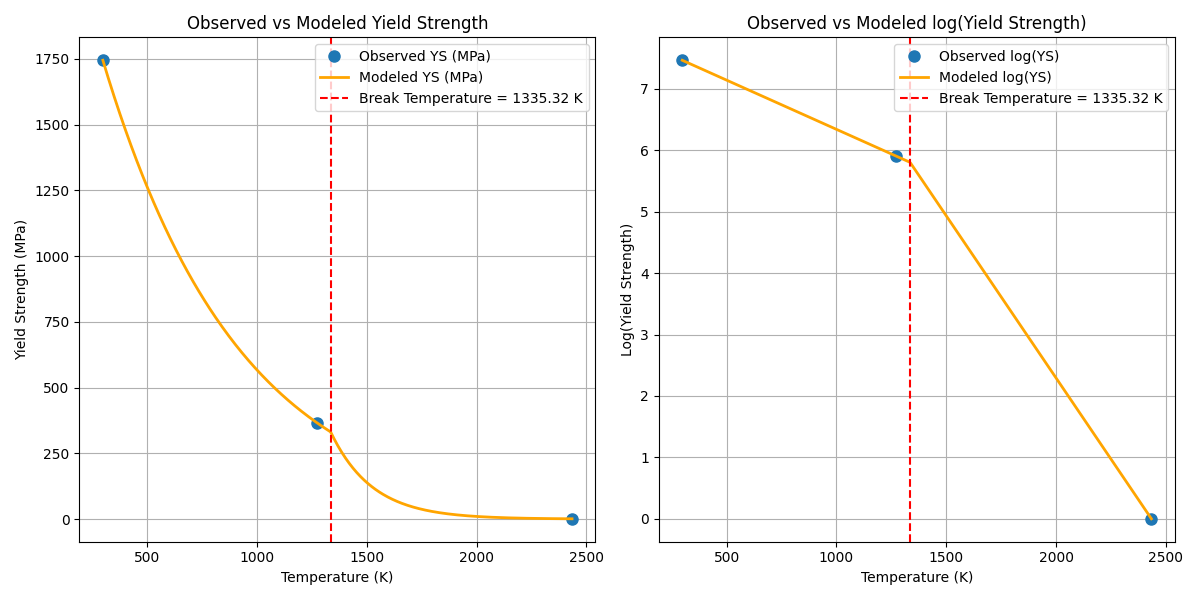 Observed vs Modeled Yield Strength
Observed YS (MPa)
Modeled YS (MPa)
Break Temperature = 1335.32 K
Yield Strength (MPa)
1750
1500
1250
1000
750
500
250
0
500
1000
1500
2000
2500
Temperature (K)
Observed vs Modeled log(Yield Strength)
Observed log(YS)
Modeled log(YS)
Break Temperature = 1335.32 K
Log(Yield Strength)
7
6
5
4
3
2
1
0
500
1000
1500
2000
2500
Temperature (K)